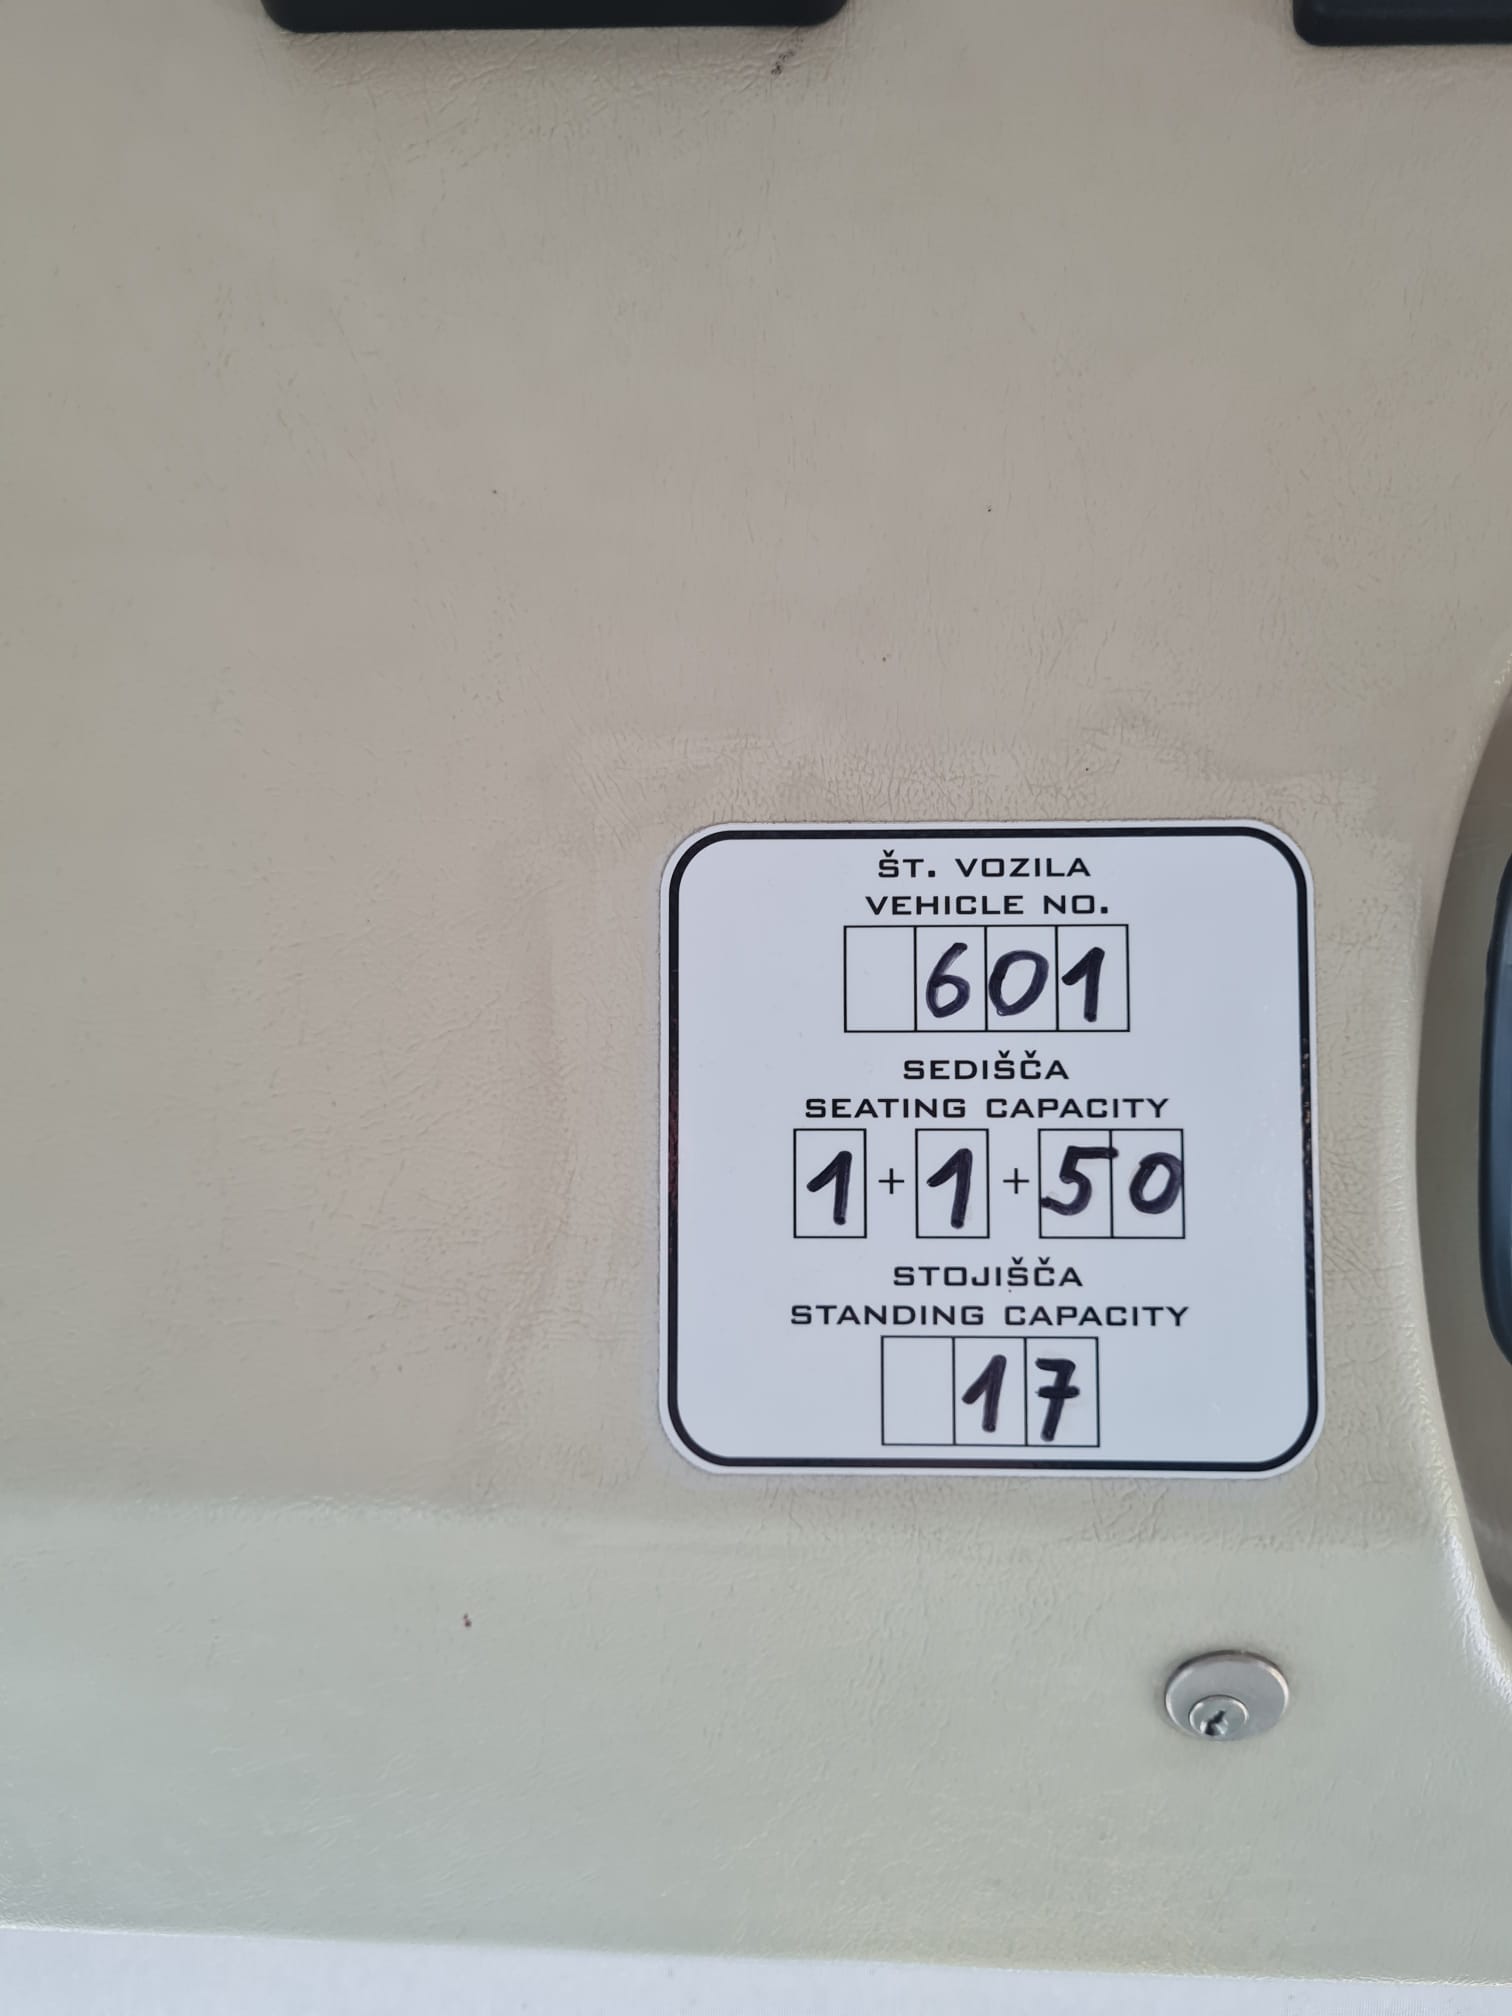 ŠT. VOZILA
VEHICLE NO.
601
SEDIŠČA
SEATING CAPACITY
1 + 1 + 50
STOJIŠČA
STANDING CAPACITY
17